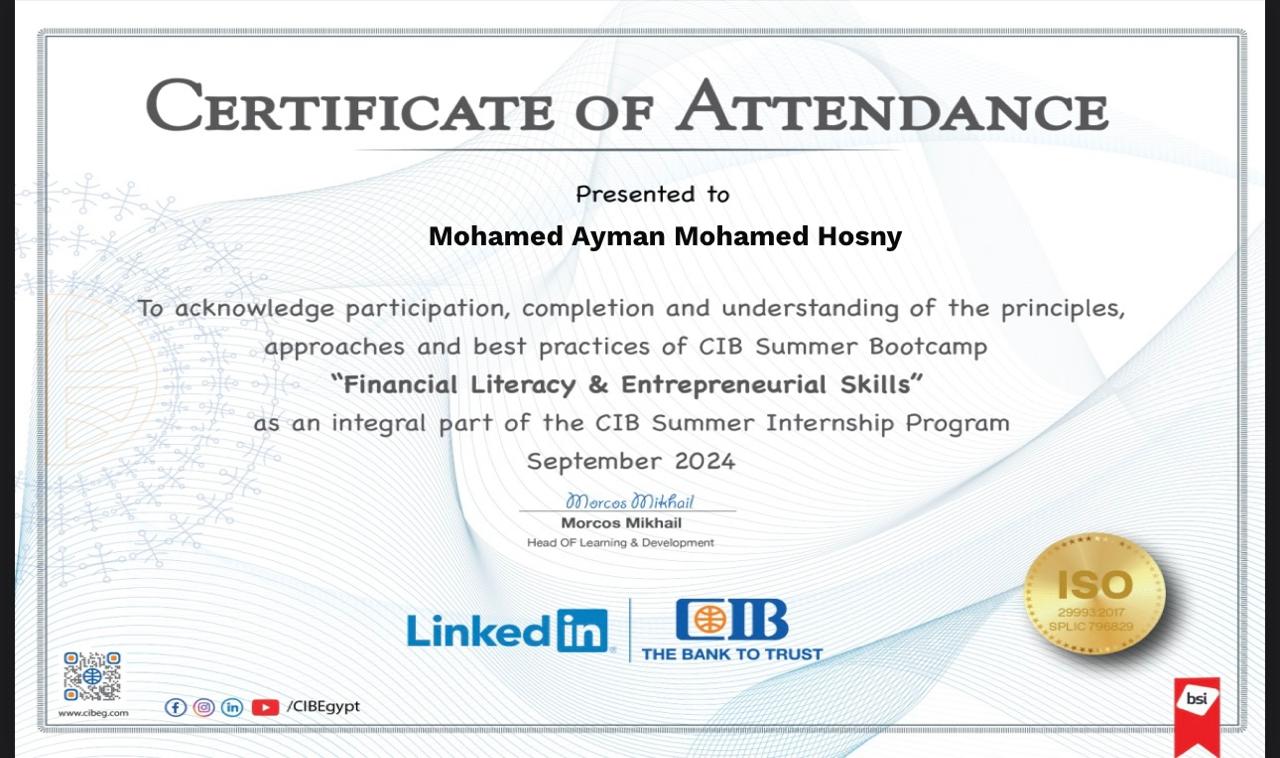 CERTIFICATE OF ATTENDANCE
Presented to
Mohamed Ayman Mohamed Hosny
To acknowledge participation, completion and understanding of the principles,
approaches and best practices of CIB Summer Bootcamp
“Financial Literacy & Entrepreneurial Skills”
as an integral part of the CIB Summer Internship Program
September 2024
Morcos Mikhail
Morcos Mikhail
Head OF Learning & Development
ISO
29993:2017
SPLIC 796829
Linked in
CIB
THE BANK TO TRUST
www.cibeg.com
/CIBEgypt
bsi